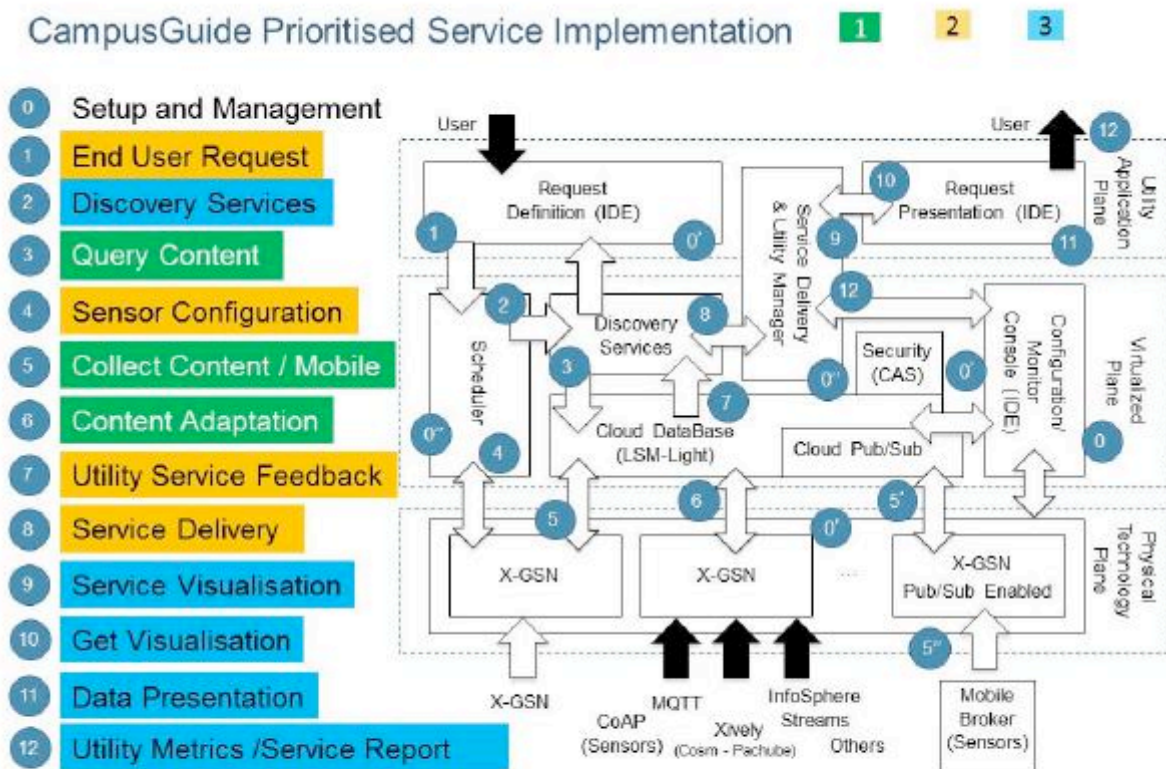 CampusGuide Prioritised Service Implementation 1 2 3
0 Setup and Management
1 End User Request
2 Discovery Services
3 Query Content
4 Sensor Configuration
5 Collect Content / Mobile
6 Content Adaptation
7 Utility Service Feedback
8 Service Delivery
9 Service Visualisation
10 Get Visualisation
11 Data Presentation
12 Utility Metrics /Service Report
User
User
12
Utility
Application
Plane
Request
Definition (IDE)
1
0'
Service Delivery
& Utility Manager
10
9
Request
Presentation (IDE)
11
Scheduler
2
Discovery
Services
8
12
3
7
0''
Security
(CAS)
0'
Configuration/
Monitor
Console (IDE)
Virtualized
Plane
0''
4
Cloud DataBase
(LSM-Light)
Cloud Pub/Sub
0
5
6
0'
5'
X-GSN
X-GSN
...
X-GSN
Pub/Sub Enabled
Physical
Technology
Plane
5''
X-GSN
MQTT
CoAP
(Sensors)
Xively
(Cosm - Pachube)
InfoSphere
Streams
Others
Mobile
Broker
(Sensors)